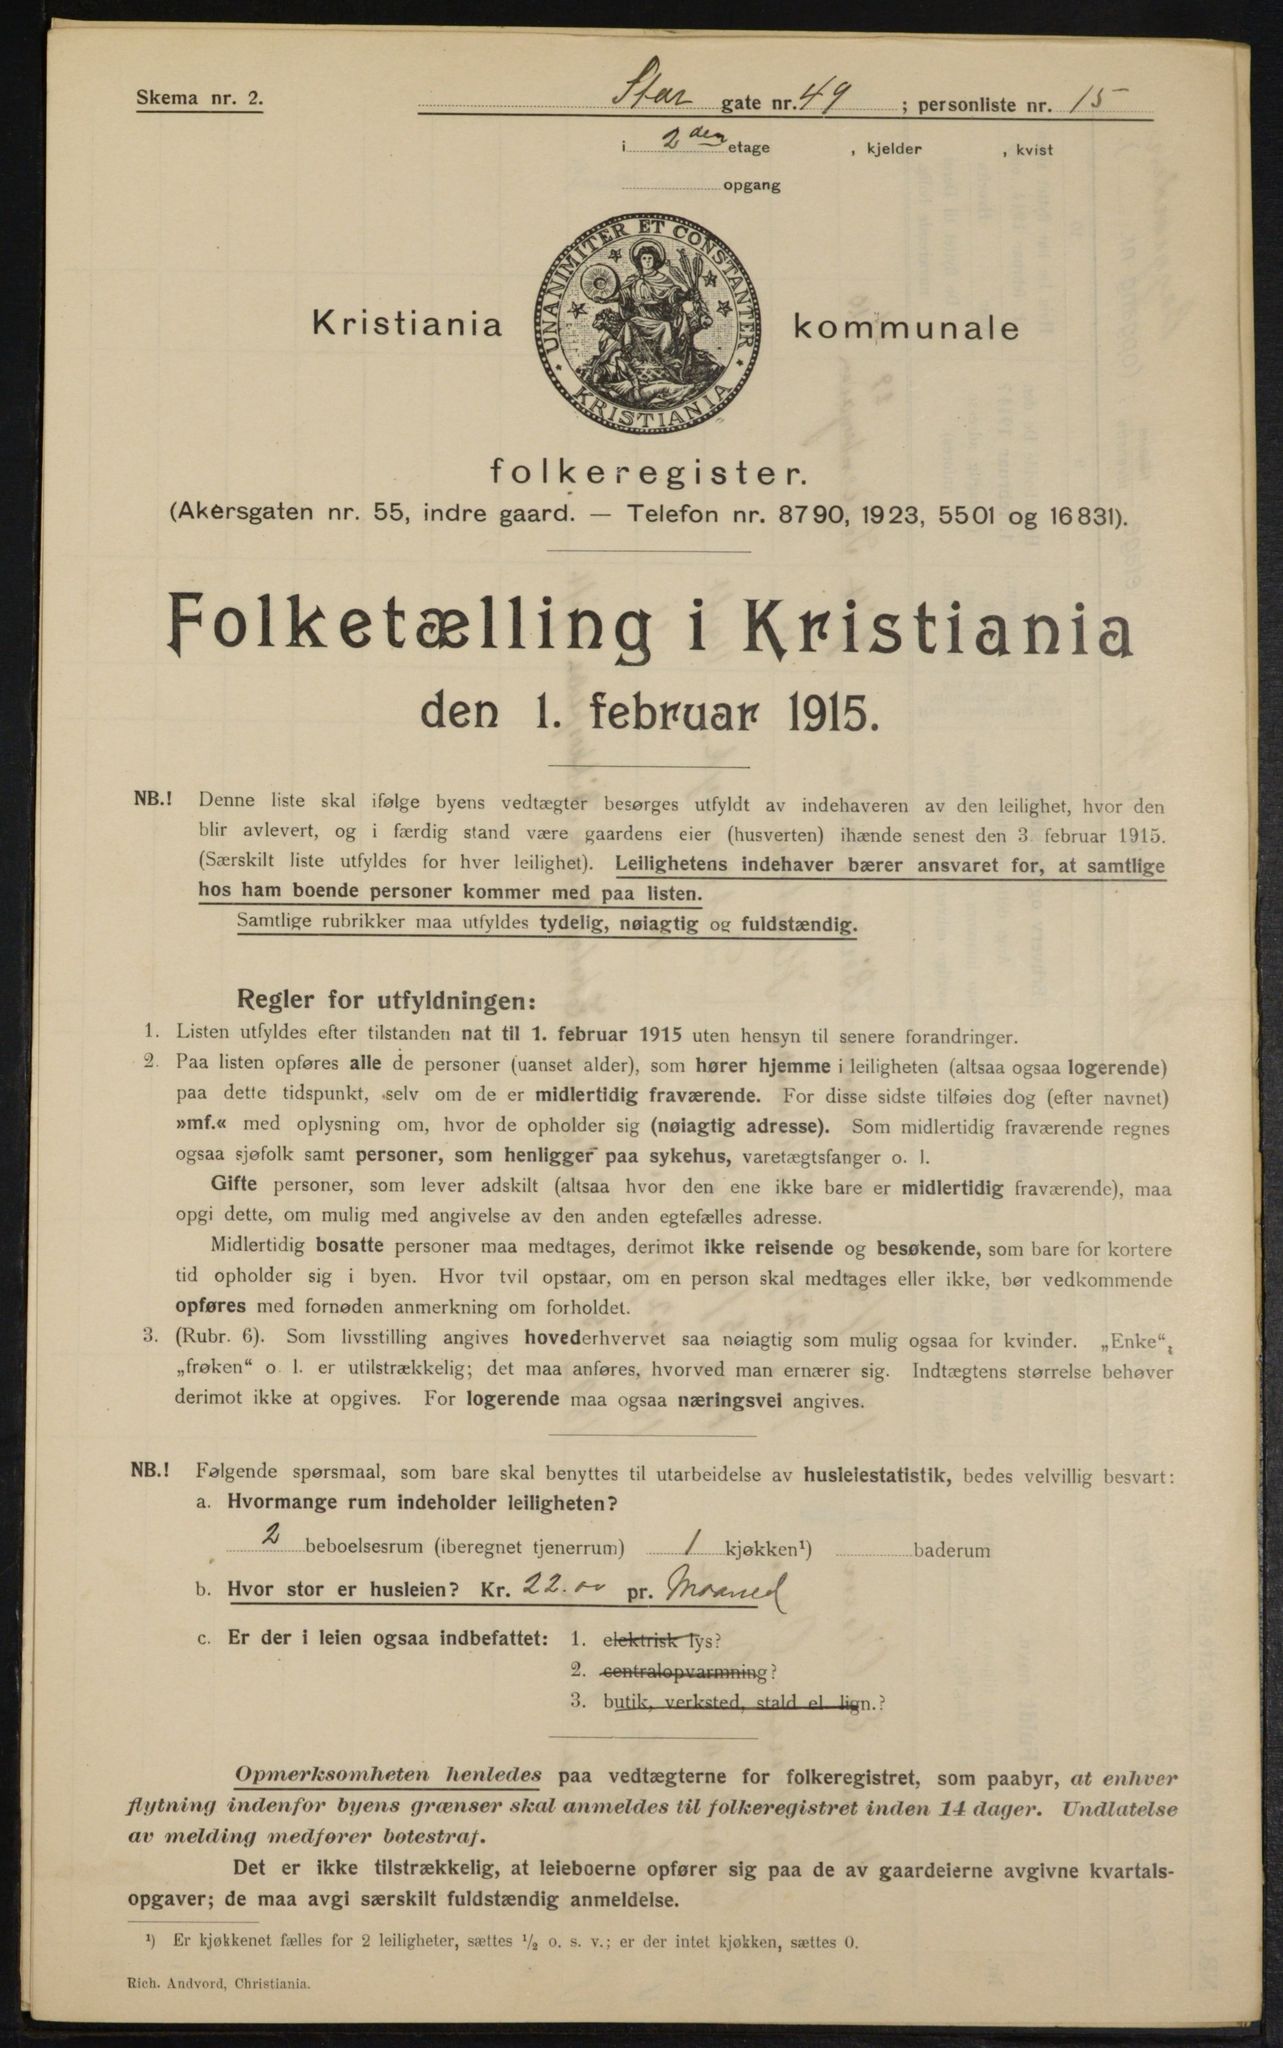 Skema nr. 2.
Stor gate nr. 49 ; personliste nr. 15
i 2den etage , kjelder , kvist
opgang
UNANIMITER ET CONSTANTER
KRISTIANIA
Kristiania kommunale
folkeregister.
(Akersgaten nr. 55, indre gaard. — Telefon nr. 8790, 1923, 5501 og 16831).
Folketælling i Kristiania
den 1. februar 1915.
NB.! Denne liste skal ifølge byens vedtægter besørges utfyldt av indehaveren av den leilighet, hvor den
blir avlevert, og i færdig stand være gaardens eier (husverten) ihænde senest den 3. februar 1915.
(Særskilt liste utfyldes for hver leilighet). Leilighetens indehaver bærer ansvaret for, at samtlige
hos ham boende personer kommer med paa listen.
Samtlige rubrikker maa utfyldes tydelig, nøiagtig og fuldstændig.
Regler for utfyldningen:
1. Listen utfyldes efter tilstanden nat til 1. februar 1915 uten hensyn til senere forandringer.
2. Paa listen opføres alle de personer (uanset alder), som hører hjemme i leiligheten (altsaa ogsaa logerende)
paa dette tidspunkt, selv om de er midlertidig fraværende. For disse sidste tilføies dog (efter navnet)
»mf.« med oplysning om, hvor de opholder sig (nøiagtig adresse). Som midlertidig fraværende regnes
ogsaa sjøfolk samt personer, som henligger paa sykehus, varetægtsfanger o. l.
Gifte personer, som lever adskilt (altsaa hvor den ene ikke bare er midlertidig fraværende), maa
opgi dette, om mulig med angivelse av den anden egtefælles adresse.
Midlertidig bosatte personer maa medtages, derimot ikke reisende og besøkende, som bare for kortere
tid opholder sig i byen. Hvor tvil opstaar, om en person skal medtages eller ikke, bør vedkommende
opføres med fornøden anmerkning om forholdet.
3. (Rubr. 6). Som livsstilling angives hovederhvervet saa nøiagtig som mulig ogsaa for kvinder. „Enke“,
„frøken“ o. l. er utilstrækkelig; det maa anføres, hvorved man ernærer sig. Indtægtens størrelse behøver
derimot ikke at opgives. For logerende maa ogsaa næringsvei angives.
NB.! Følgende spørsmaal, som bare skal benyttes til utarbeidelse av husleiestatistik, bedes velvillig besvart:
a. Hvormange rum indeholder leiligheten?
2 beboelsesrum (iberegnet tjenerrum) 1 kjøkken¹) baderum
b. Hvor stor er husleien? Kr. 22.00 pr. Maaned
c. Er der i leien ogsaa indbefattet: 1. elektrisk lys?
2. centralopvarmning?
3. butik, verksted, stald el. lign.?
Opmerksomheten henledes paa vedtægterne for folkeregistret, som paabyr, at enhver
flytning indenfor byens grænser skal anmeldes til folkeregistret inden 14 dager. Undlatelse
av melding medfører bøtestraf.
Det er ikke tilstrækkelig, at leieboerne opfører sig paa de av gaardeierne avgivne kvartals-
opgaver; de maa avgi særskilt fuldstændig anmeldelse.
¹) Er kjøkkenet fælles for 2 leiligheter, sættes ½ o. s. v.; er der intet kjøkken, sættes 0.
Rich. Andvord, Christiania.